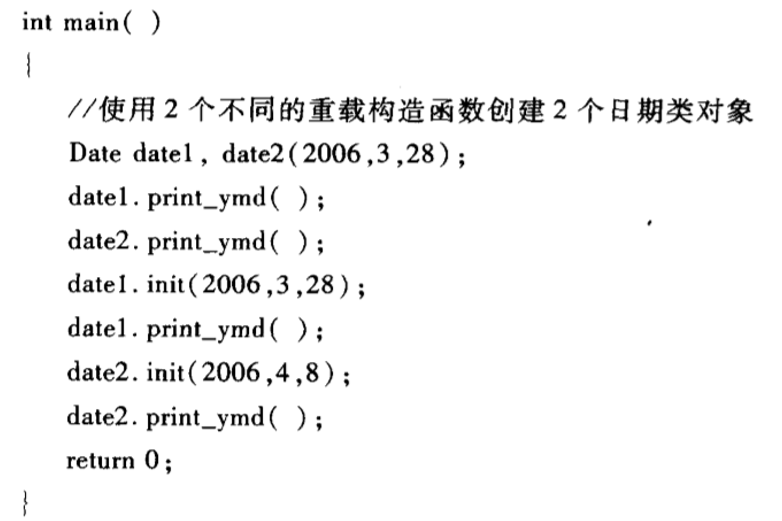 int main( )
{
//使用 2 个不同的重载构造函数创建 2 个日期类对象
Date date1, date2(2006,3,28);
date1. print_ymd( );
date2. print_ymd( );
date1. init(2006,3,28);
date1. print_ymd( );
date2. init(2006,4,8);
date2. print_ymd( );
return 0;
}